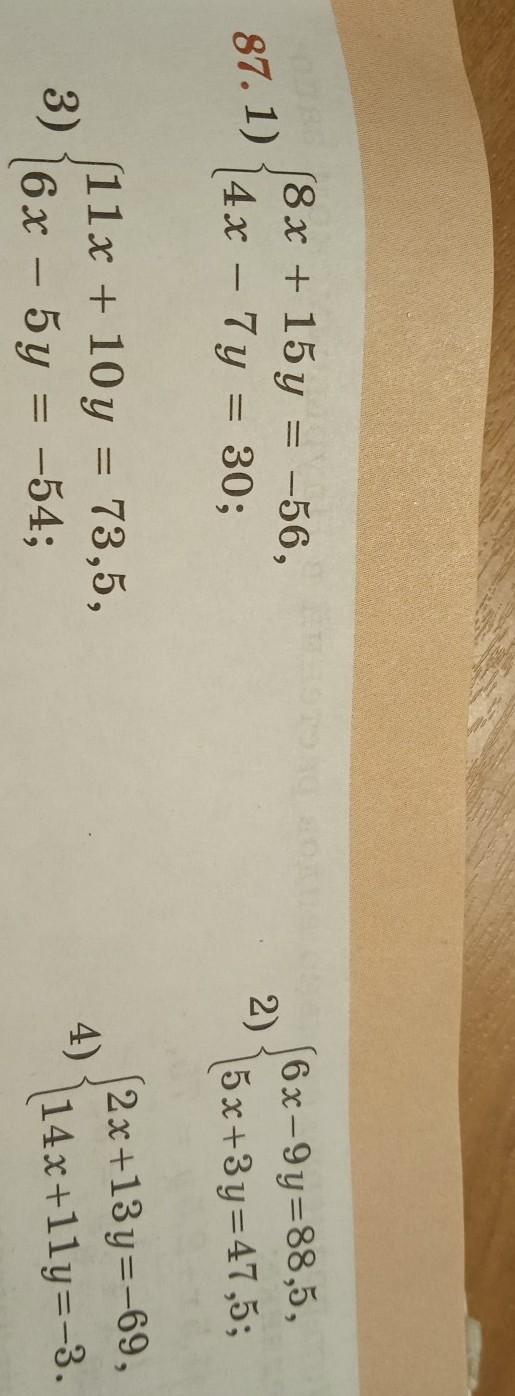 87. 1) 8x + 15y = -56,
4x - 7y = 30;
2) 6x-9y=88,5,
5x+3y=47,5;
3) 11x + 10y = 73,5,
6x - 5y = -54;
4) 2x+13y=-69,
14x+11y=-3.